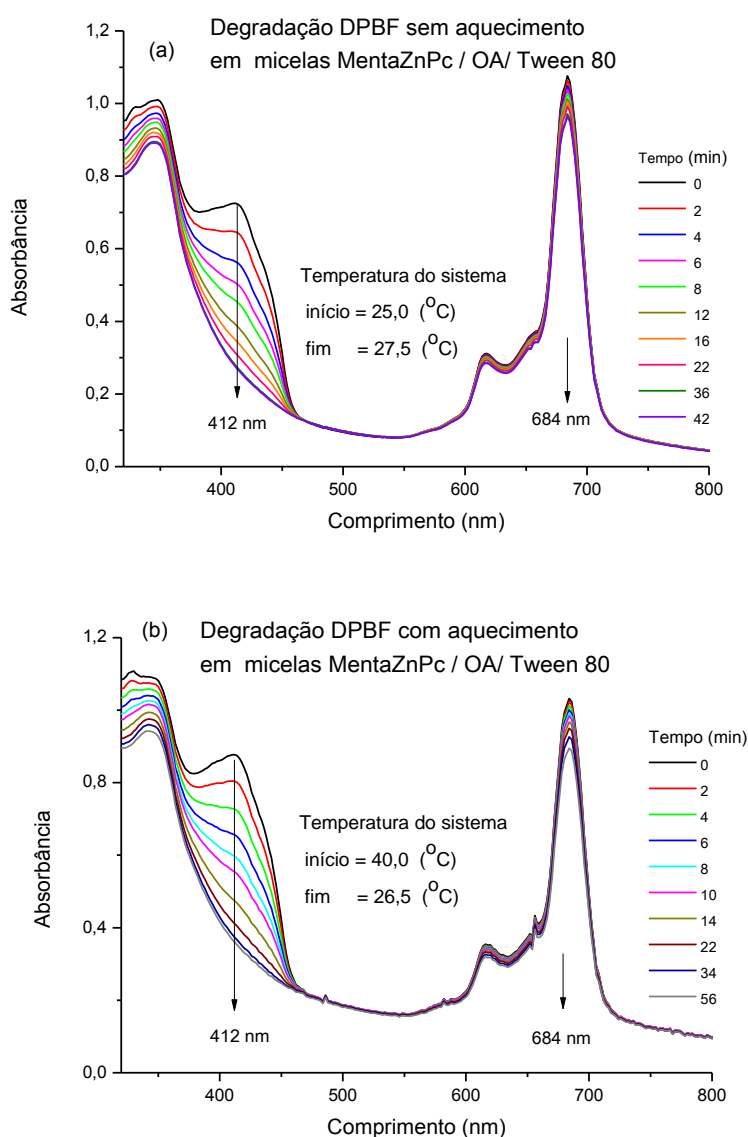 Degradação DPBF sem aquecimento
em micelas MentaZnPc / OA/ Tween 80
(a)
1,2
1,0
0,8
0,6
0,4
0,2
0,0
Absorbância
Tempo (min)
0
2
4
6
8
12
16
22
36
42
Temperatura do sistema
início = 25,0 (°C)
fim = 27,5 (°C)
412 nm
684 nm
400 500 600 700 800
Comprimento (nm)
(b)
Degradação DPBF com aquecimento
em micelas MentaZnPc / OA/ Tween 80
1,2
0,8
0,4
0,0
Absorbância
Tempo (min)
0
2
4
6
8
10
14
22
34
56
Temperatura do sistema
início = 40,0 (°C)
fim = 26,5 (°C)
412 nm
684 nm
400 500 600 700 800
Comprimento (nm)